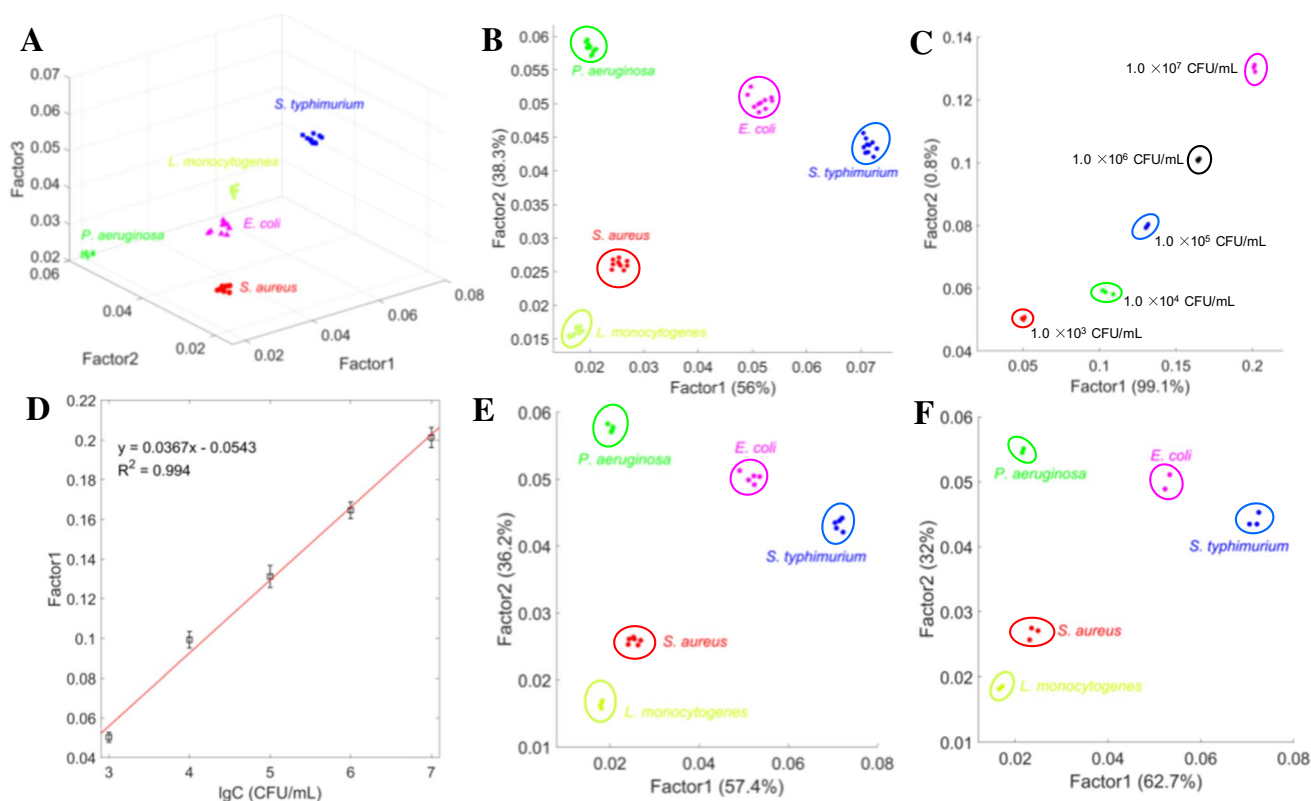 A
0.07
0.06
0.05
0.04
0.03
0.02
Factor3
S. typhimurium
L. monocytogenes
E. coli
P. aeruginosa
S. aureus
0.06
0.04
0.02
Factor2
0.02
0.04
0.06
0.08
Factor1
B
0.06
0.055
0.05
0.045
0.04
0.035
0.03
0.025
0.02
0.015
Factor2 (38.3%)
P. aeruginosa
E. coli
S. typhimurium
S. aureus
L. monocytogenes
0.02 0.03 0.04 0.05 0.06 0.07
Factor1 (56%)
C
0.14
0.12
0.1
0.08
0.06
0.04
Factor2 (0.8%)
1.0 ×10⁷ CFU/mL
1.0 ×10⁶ CFU/mL
1.0 ×10⁵ CFU/mL
1.0 ×10⁴ CFU/mL
1.0 ×10³ CFU/mL
0.05 0.1 0.15 0.2
Factor1 (99.1%)
D
0.22
0.2
0.18
0.16
0.14
0.12
0.1
0.08
0.06
0.04
Factor1
y = 0.0367x - 0.0543
R² = 0.994
3 4 5 6 7
lgC (CFU/mL)
E
0.06
0.05
0.04
0.03
0.02
0.01
Factor2 (36.2%)
P. aeruginosa
E. coli
S. typhimurium
S. aureus
L. monocytogenes
0.02 0.04 0.06 0.08
Factor1 (57.4%)
F
0.06
0.05
0.04
0.03
0.02
0.01
Factor2 (32%)
P. aeruginosa
E. coli
S. typhimurium
S. aureus
L. monocytogenes
0.02 0.04 0.06 0.08
Factor1 (62.7%)